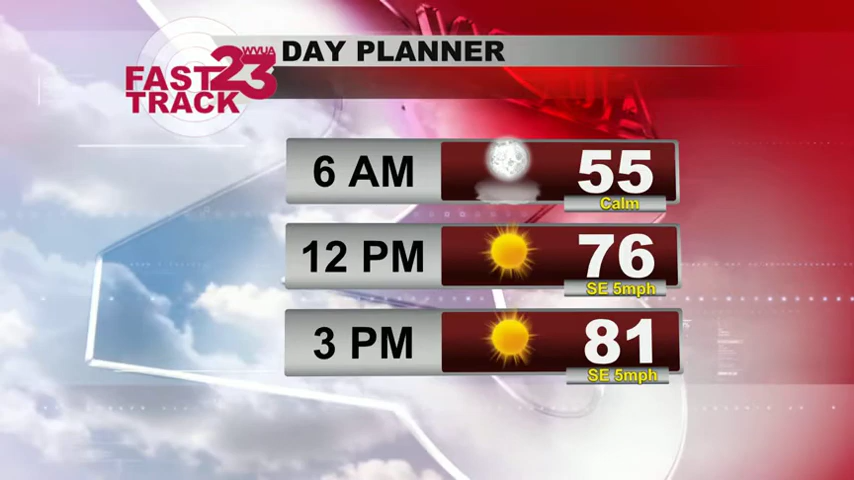 WVUA
23
FAST
TRACK
DAY PLANNER
6 AM
55
Calm
12 PM
76
SE 5mph
3 PM
81
SE 5mph